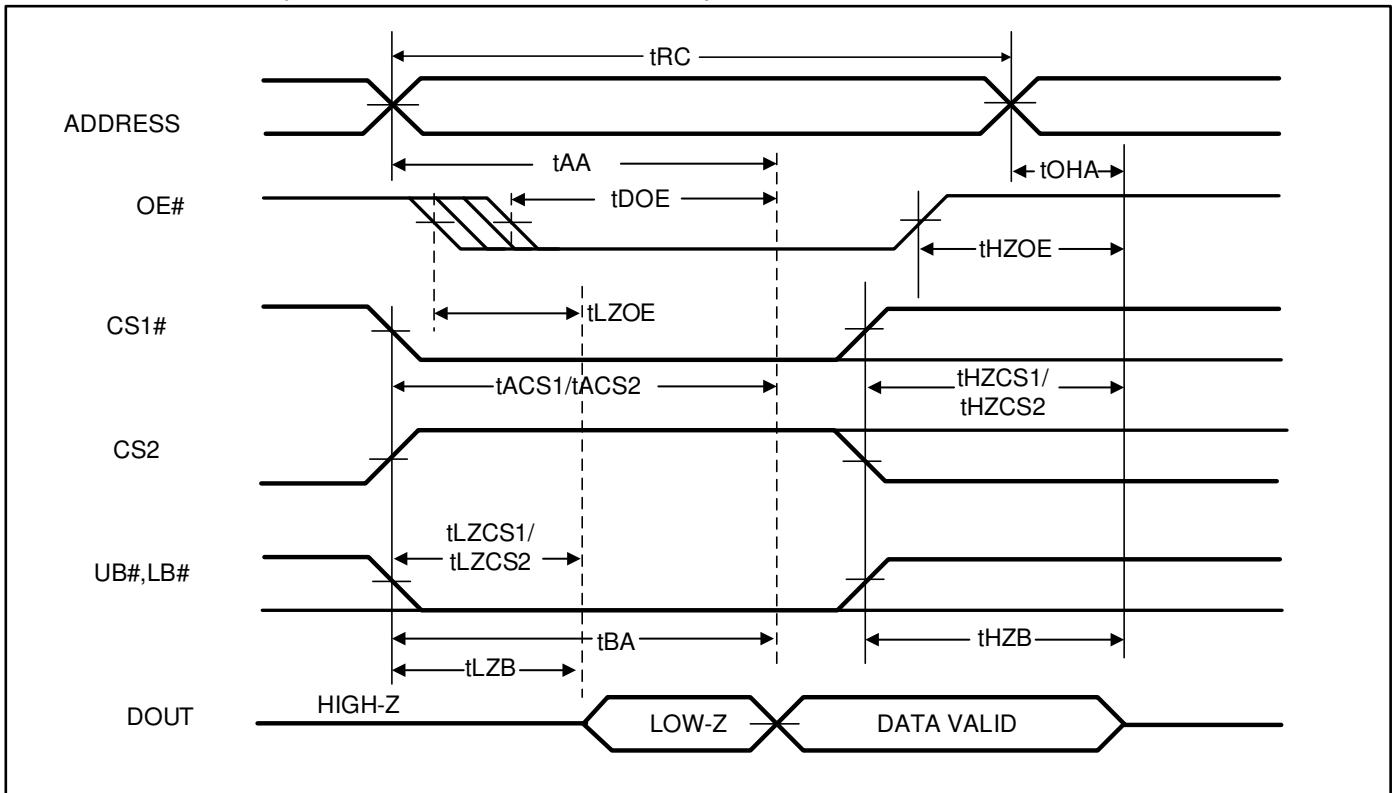 tRC
ADDRESS
tAA
tOHA
OE#
tDOE
tHZOE
tLZOE
CS1#
tACS1/tACS2
tHZCS1/
tHZCS2
CS2
tLZCS1/
tLZCS2
UB#,LB#
tBA
tHZB
tLZB
HIGH-Z
DOUT
LOW-Z
DATA VALID